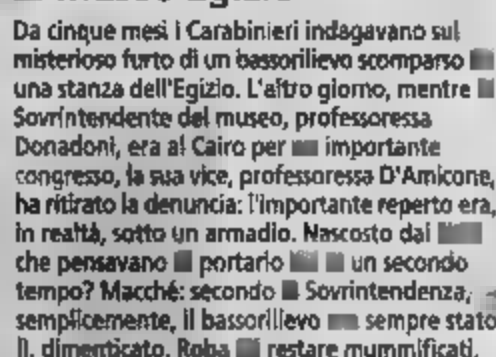 Da cinque mesi i Carabinieri indagavano sul
misterioso furto di un bassorilievo scomparso
una stanza dell'Egizio. L'altro giorno, mentre
Sovrintendente del museo, professoressa
Donadoni, era al Cairo per importante
congresso, la sua vice, professoressa D'Amicone,
ha ritirato la denuncia: l'importante reperto era,
in realtà, sotto un armadio. Nascosto dai
che pensavano portarlo un secondo
tempo? Macché: secondo Sovrintendenza,
semplicemente, il bassorilievo sempre stato
lì, dimenticato. Roba restare mummificati.